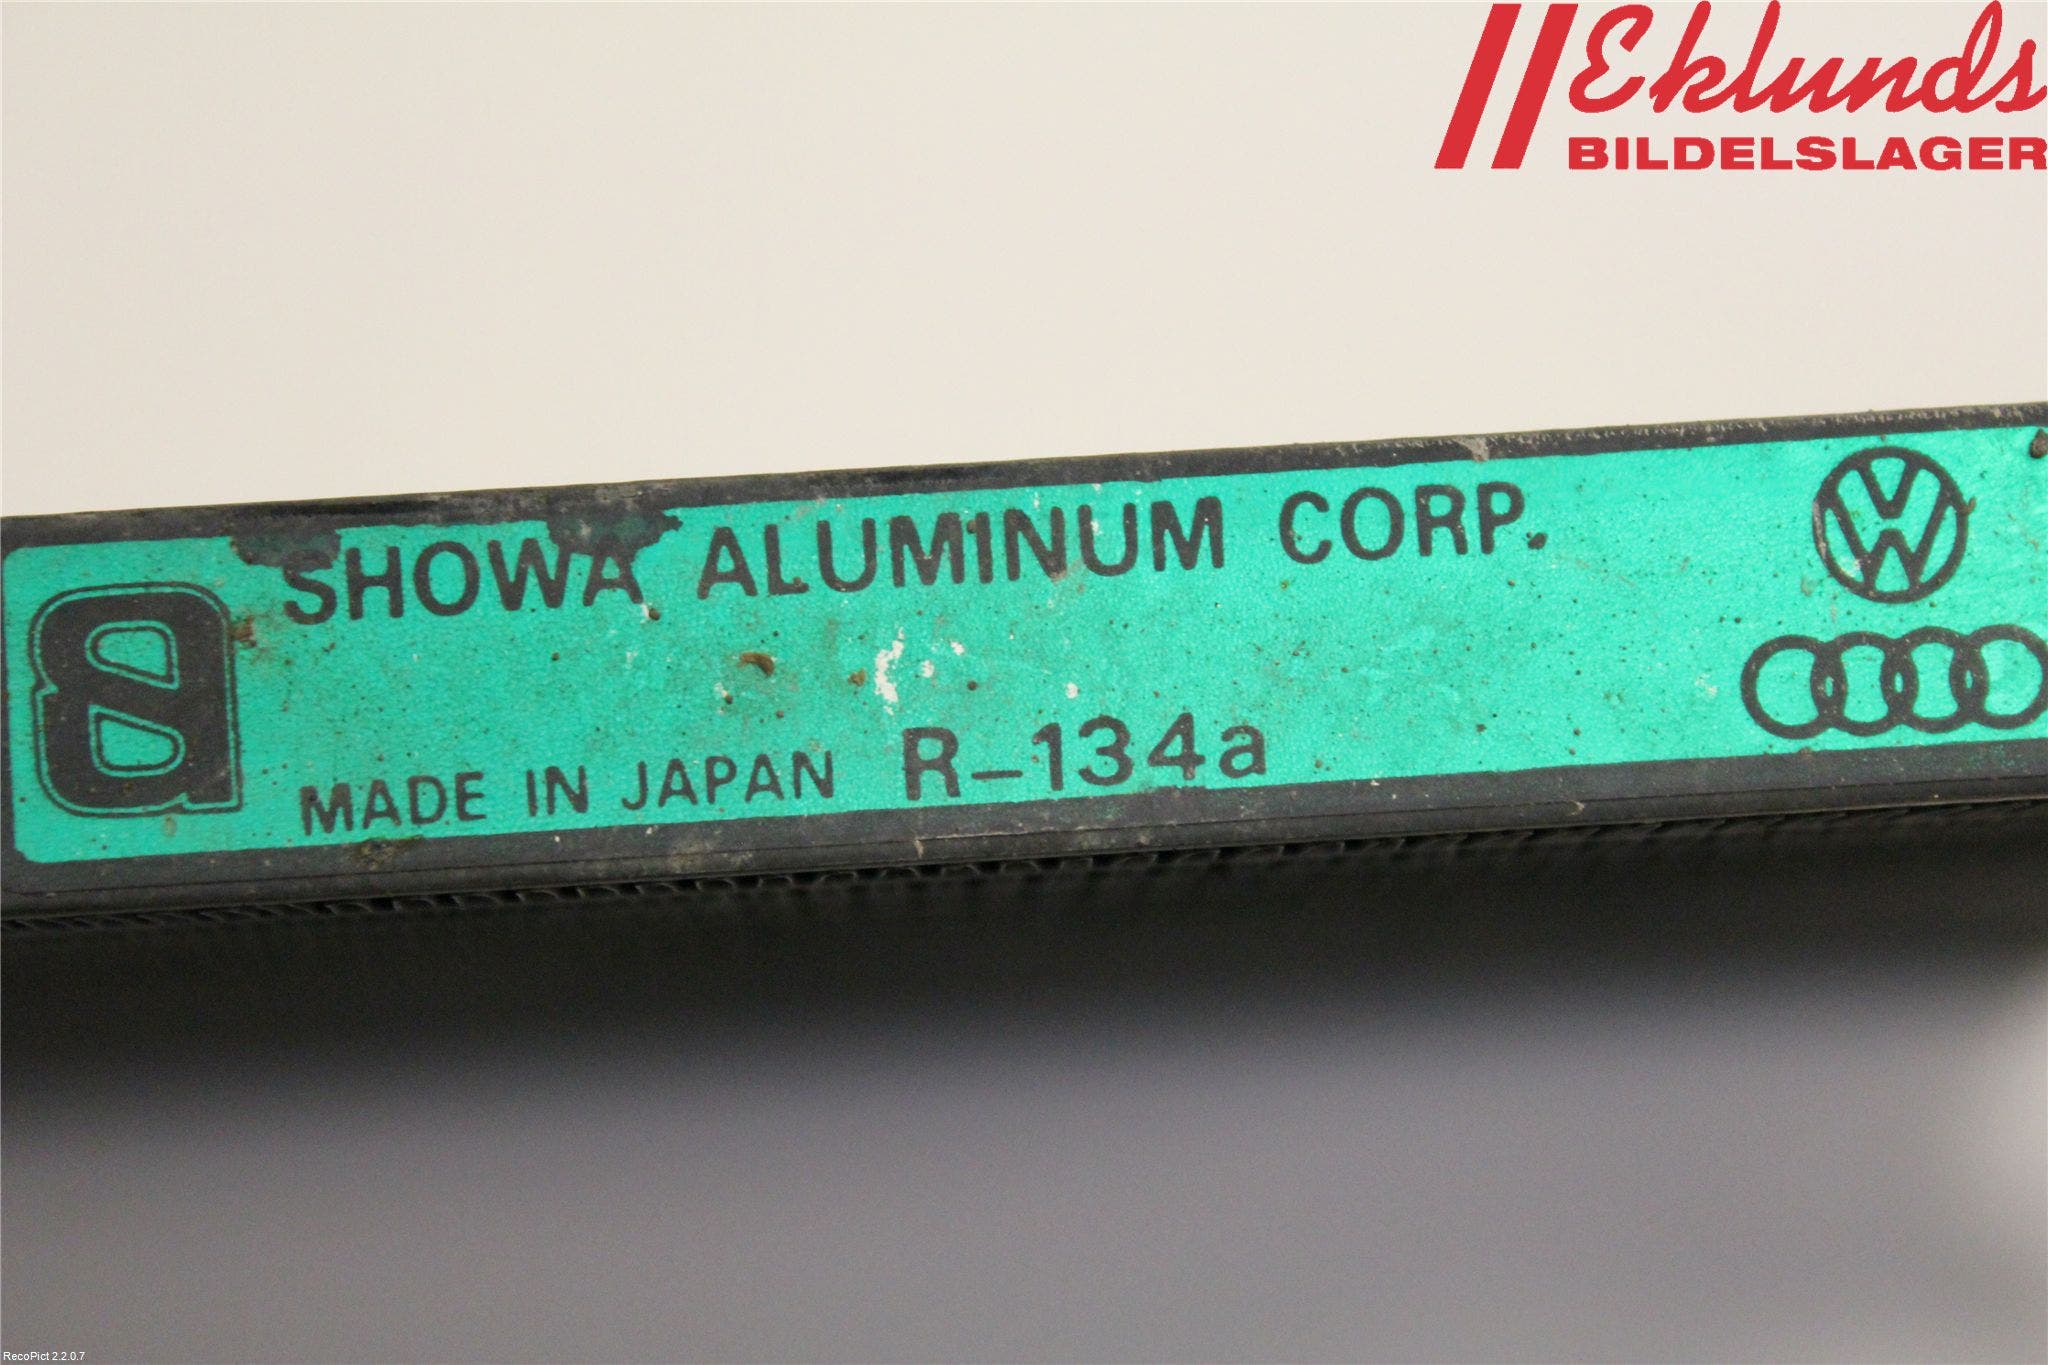 Eklunds
BILDELSLAGER
SHOWA ALUMINUM CORP.
MADE IN JAPAN R-134a
RecoPict 2.2.0.7